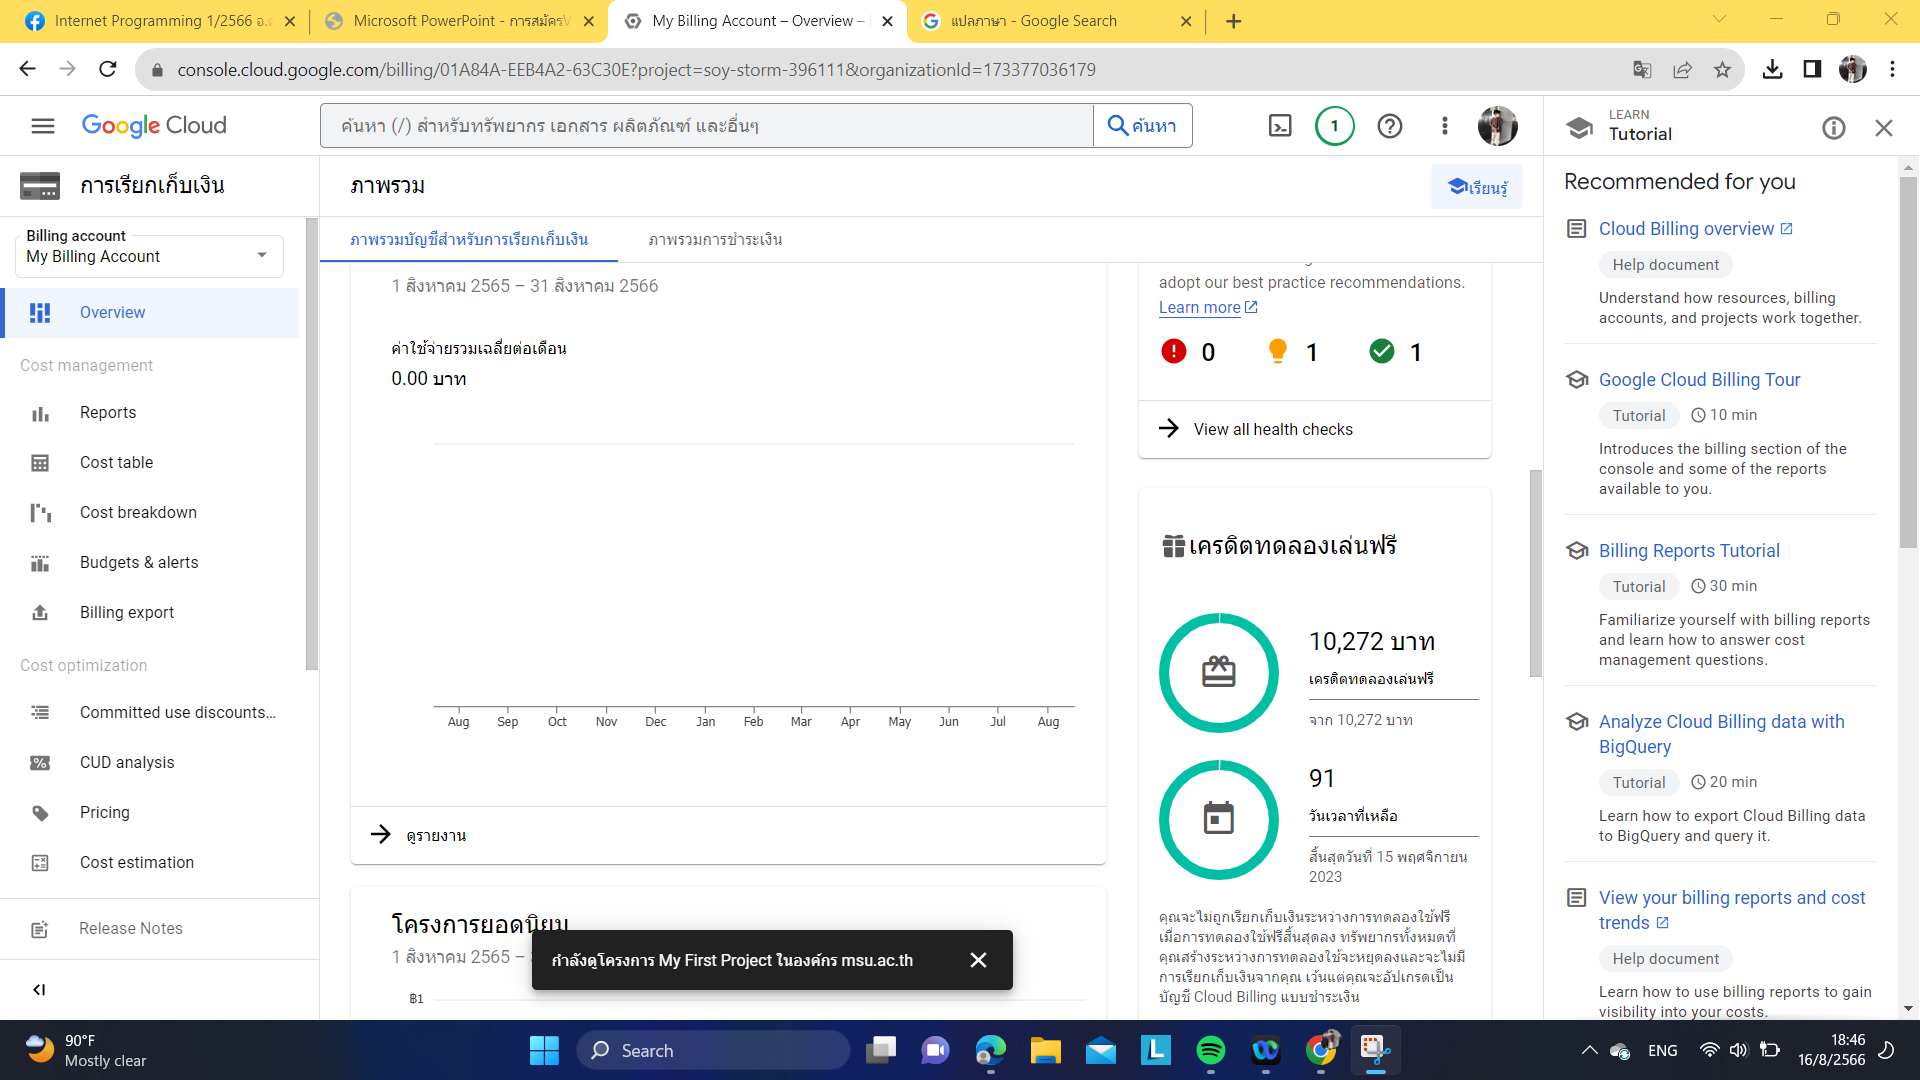 Internet Programming 1/2566 อ.ต
Microsoft PowerPoint - การสมัครV
My Billing Account – Overview –
แปลภาษา - Google Search
console.cloud.google.com/billing/01A84A-EEB4A2-63C30E?project=soy-storm-396111&organizationId=173377036179
Google Cloud
ค้นหา (/) สำหรับทรัพยากร เอกสาร ผลิตภัณฑ์ และอื่นๆ
ค้นหา
1
LEARN
Tutorial
การเรียกเก็บเงิน
Billing account
My Billing Account
Overview
Cost management
Reports
Cost table
Cost breakdown
Budgets & alerts
Billing export
Cost optimization
Committed use discounts...
CUD analysis
Pricing
Cost estimation
Release Notes
ภาพรวม
เรียนรู้
ภาพรวมบัญชีสำหรับการเรียกเก็บเงิน
ภาพรวมการชำระเงิน
1 สิงหาคม 2565 – 31 สิงหาคม 2566
ค่าใช้จ่ายรวมเฉลี่ยต่อเดือน
0.00 บาท
Aug Sep Oct Nov Dec Jan Feb Mar Apr May Jun Jul Aug
ดูรายงาน
โครงการยอดนิยม
1 สิงหาคม 2565 –
฿1
กำลังดูโครงการ My First Project ในองค์กร msu.ac.th
adopt our best practice recommendations.
Learn more
0 1 1
View all health checks
เครดิตทดลองเล่นฟรี
10,272 บาท
เครดิตทดลองเล่นฟรี
จาก 10,272 บาท
91
วันเวลาที่เหลือ
สิ้นสุดวันที่ 15 พฤศจิกายน
2023
คุณจะไม่ถูกเรียกเก็บเงินระหว่างการทดลองใช้ฟรี
เมื่อการทดลองใช้ฟรีสิ้นสุดลง ทรัพยากรทั้งหมดที่
คุณสร้างระหว่างการทดลองใช้จะหยุดลงและจะไม่มี
การเรียกเก็บเงินจากคุณ เว้นแต่คุณจะอัปเกรดเป็น
บัญชี Cloud Billing แบบชำระเงิน
Recommended for you
Cloud Billing overview
Help document
Understand how resources, billing
accounts, and projects work together.
Google Cloud Billing Tour
Tutorial 10 min
Introduces the billing section of the
console and some of the reports
available to you.
Billing Reports Tutorial
Tutorial 30 min
Familiarize yourself with billing reports
and learn how to answer cost
management questions.
Analyze Cloud Billing data with
BigQuery
Tutorial 20 min
Learn how to export Cloud Billing data
to BigQuery and query it.
View your billing reports and cost
trends
Help document
Learn how to use billing reports to gain
visibility into your costs.
90°F
Mostly clear
Search
ENG
18:46
16/8/2566